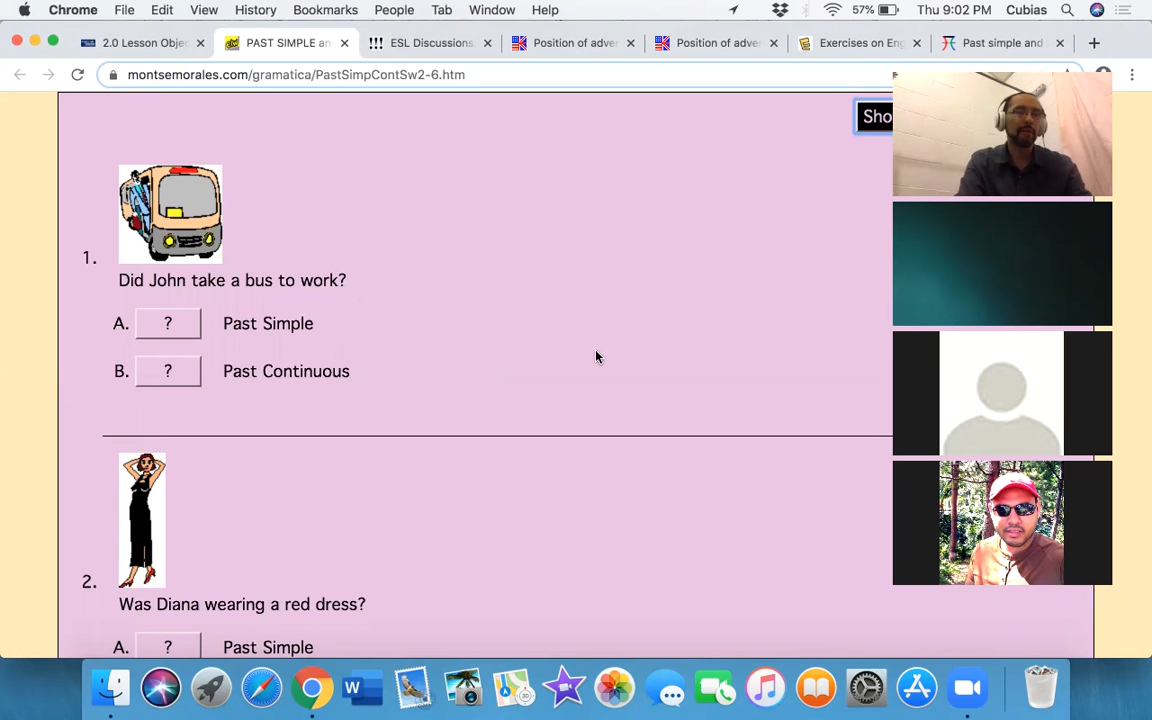 Chrome File Edit View History Bookmarks People Tab Window Help 57% Thu 9:02 PM Cubias
2.0 Lesson Objec PAST SIMPLE an ESL Discussions Position of adve Position of adve Exercises on Eng Past simple and
montsemorales.com/gramatica/PastSimpContSw2-6.htm
Sho
1.
Did John take a bus to work?
A. ? Past Simple
B. ? Past Continuous
2.
Was Diana wearing a red dress?
A. ? Past Simple